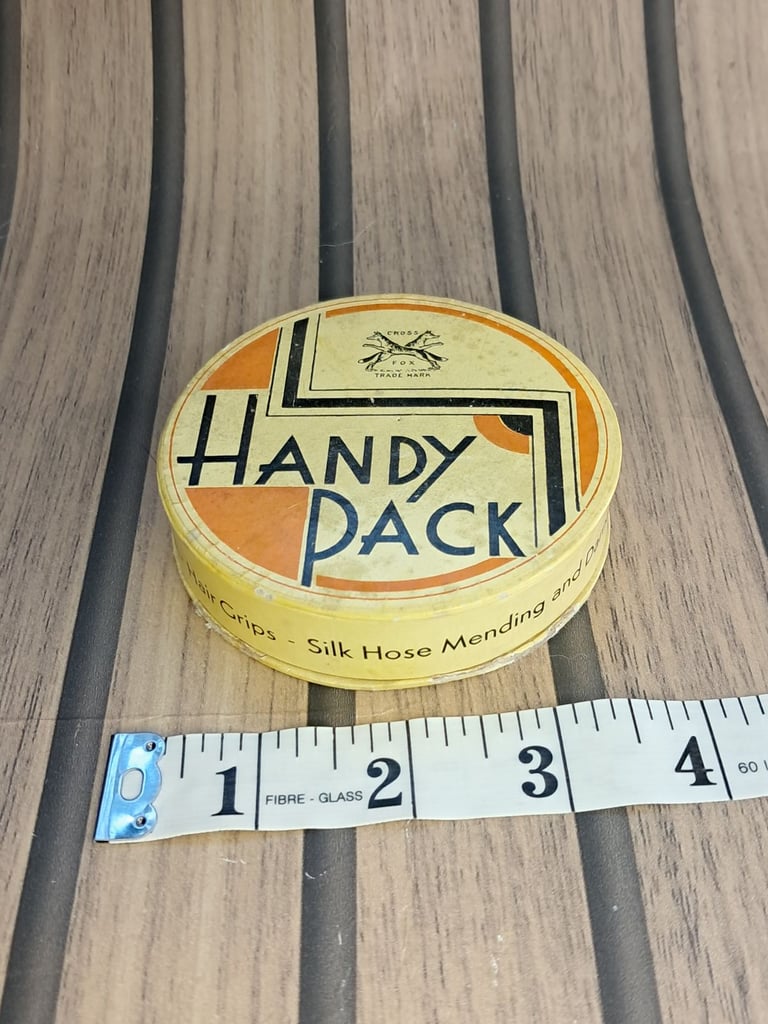 CROSS
FOX
TRADE MARK
HANDY
PACK
Hair Grips - Silk Hose Mending and
1 2 3 4
FIBRE - GLASS
60